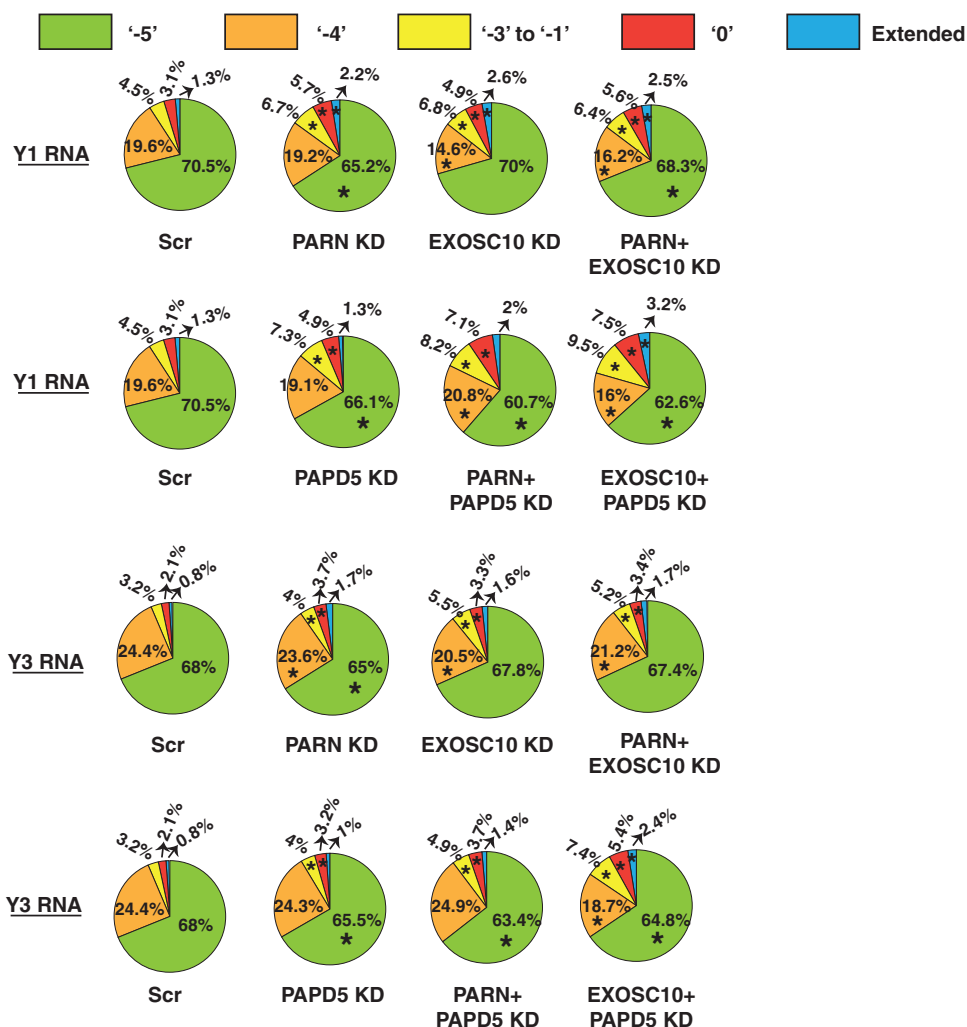 ‘-5’ ‘-4’ ‘-3’ to ‘-1’ ‘0’ Extended
4.5% 3.1% 1.3% 6.7% 5.7% 2.2% 6.8% 4.9% 2.6% 6.4% 5.6% 2.5%
Y1 RNA 19.6% 70.5% 19.2% 65.2% * * * * 14.6% 70% * * * * 16.2% 68.3% * * * * *
Scr PARN KD EXOSC10 KD PARN+
EXOSC10 KD
4.5% 3.1% 1.3% 7.3% 4.9% 1.3% 8.2% 7.1% 2% 9.5% 7.5% 3.2%
Y1 RNA 19.6% 70.5% 19.1% 66.1% * * * 20.8% 60.7% * * * * 16% 62.6% * * * * *
Scr PAPD5 KD PARN+ EXOSC10+
PAPD5 KD PAPD5 KD
3.2% 2.1% 0.8% 4% 3.7% 1.7% 5.5% 3.3% 1.6% 5.2% 3.4% 1.7%
Y3 RNA 24.4% 68% 23.6% 65% * * * * 20.5% 67.8% * * * 21.2% 67.4% * * *
Scr PARN KD EXOSC10 KD PARN+
EXOSC10 KD
3.2% 2.1% 0.8% 4% 3.2% 1% 4.9% 3.7% 1.4% 7.4% 5.4% 2.4%
Y3 RNA 24.4% 68% 24.3% 65.5% * * * 24.9% 63.4% * * * 18.7% 64.8% * * * * *
Scr PAPD5 KD PARN+ EXOSC10+
PAPD5 KD PAPD5 KD